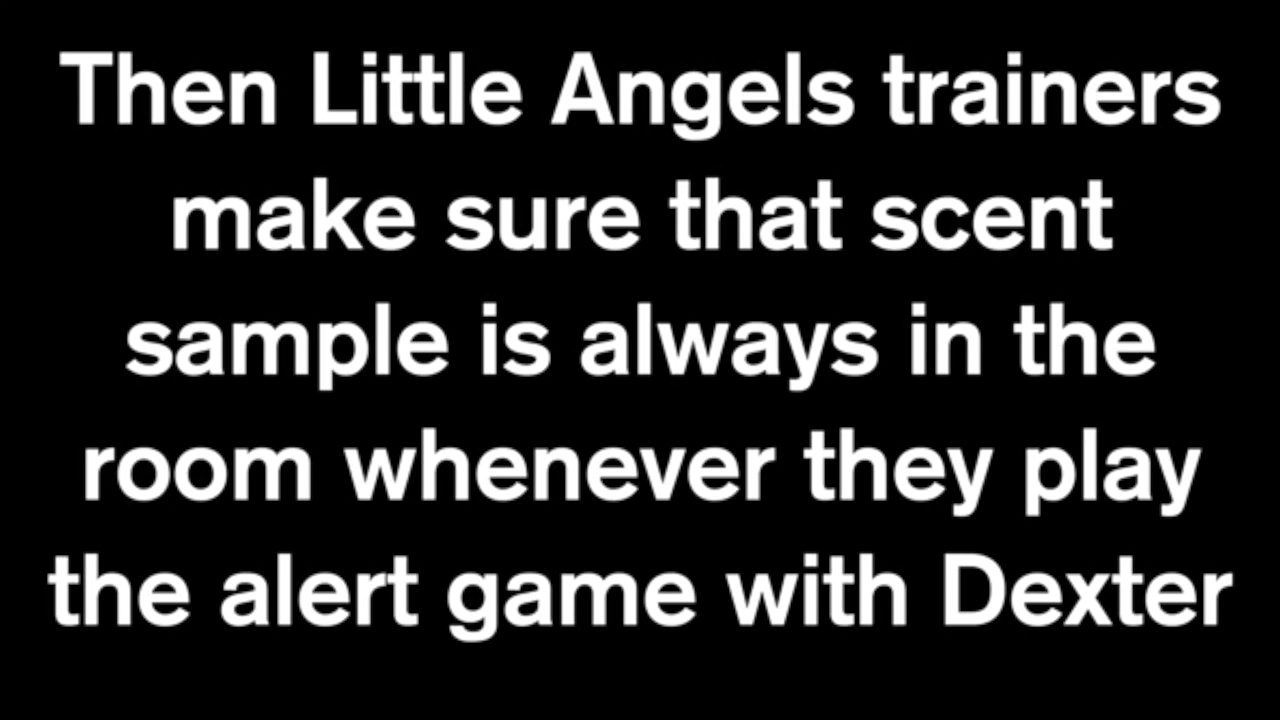 Then Little Angels trainers
make sure that scent
sample is always in the
room whenever they play
the alert game with Dexter